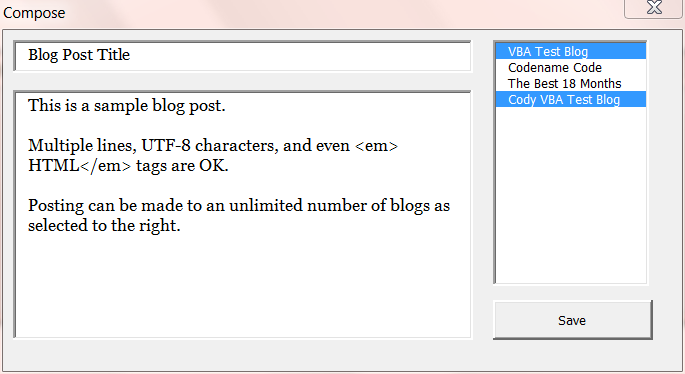 Compose
Blog Post Title
This is a sample blog post.
Multiple lines, UTF-8 characters, and even <em>
HTML</em> tags are OK.
Posting can be made to an unlimited number of blogs as
selected to the right.
VBA Test Blog
Codename Code
The Best 18 Months
Cody VBA Test Blog
Save